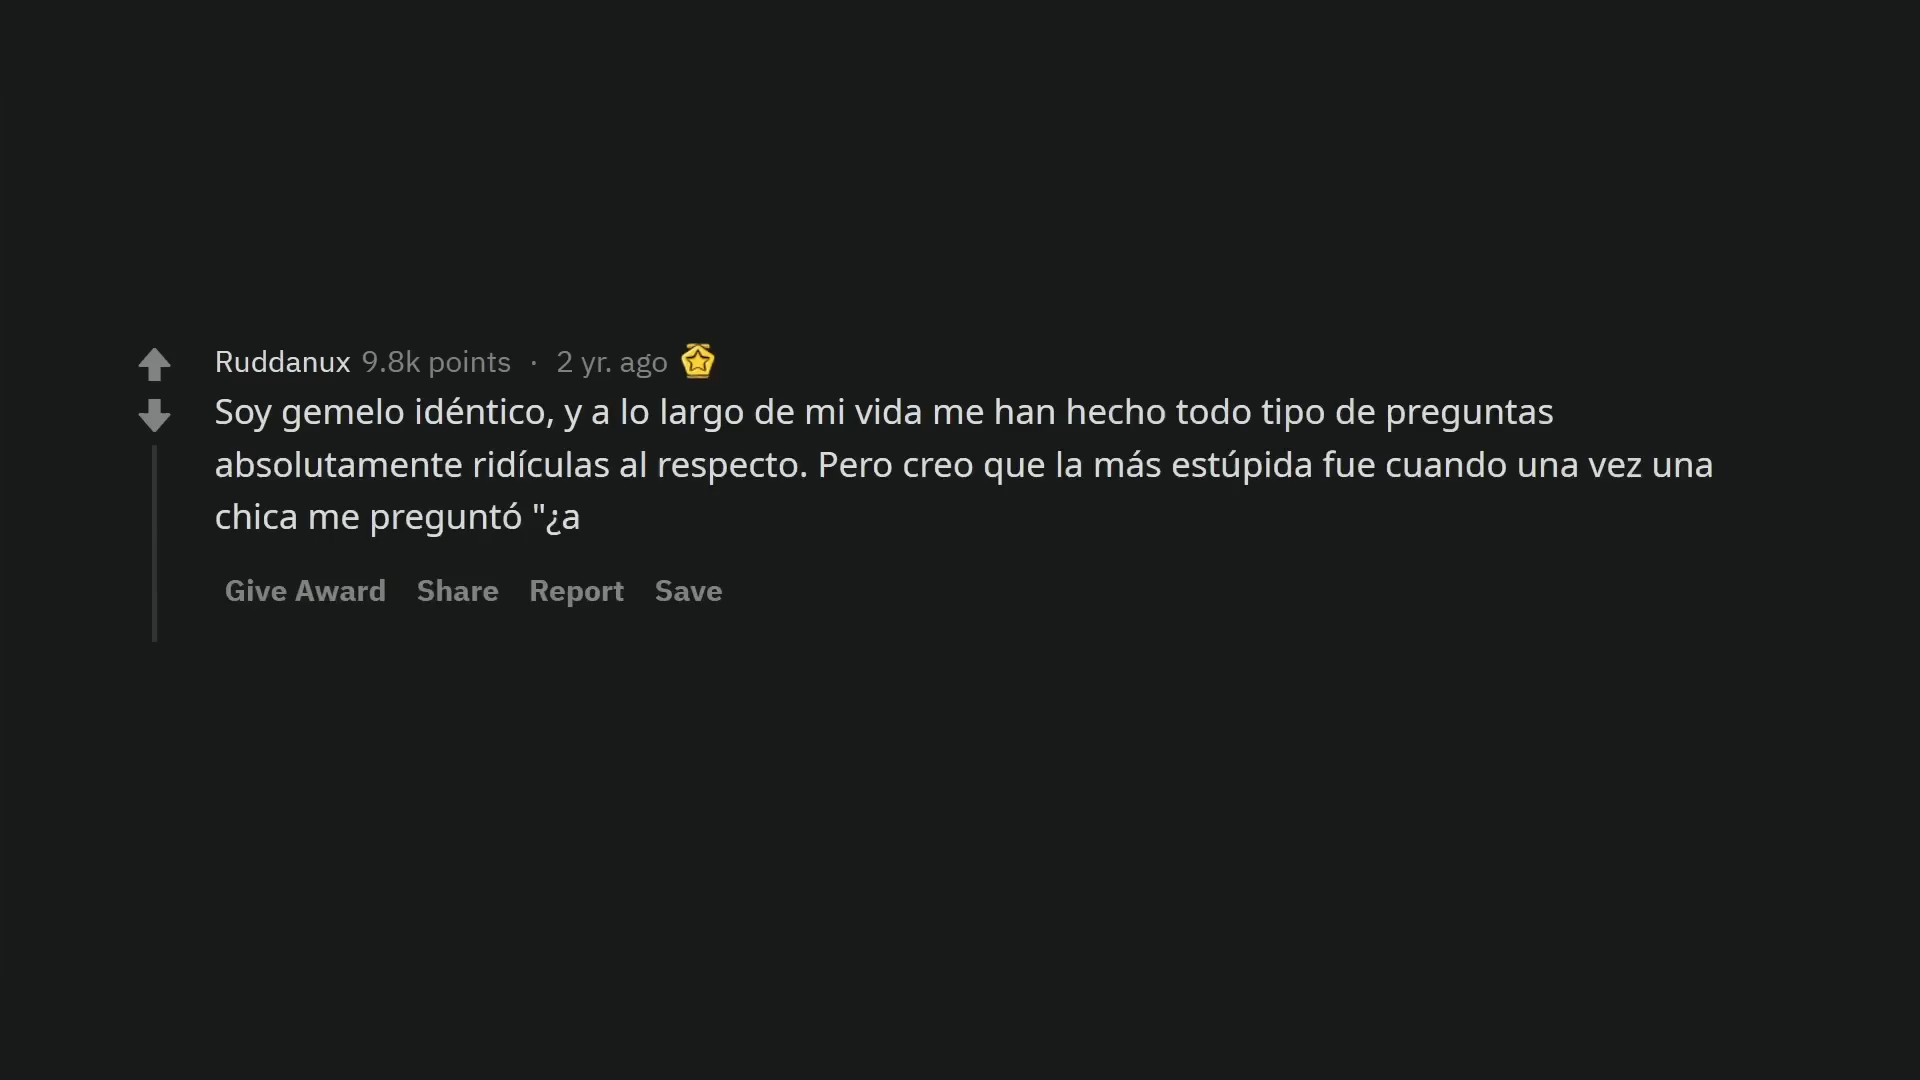 Ruddanux 9.8k points · 2 yr. ago
Soy gemelo idéntico, y a lo largo de mi vida me han hecho todo tipo de preguntas
absolutamente ridículas al respecto. Pero creo que la más estúpida fue cuando una vez una
chica me preguntó "¿a
Give Award Share Report Save